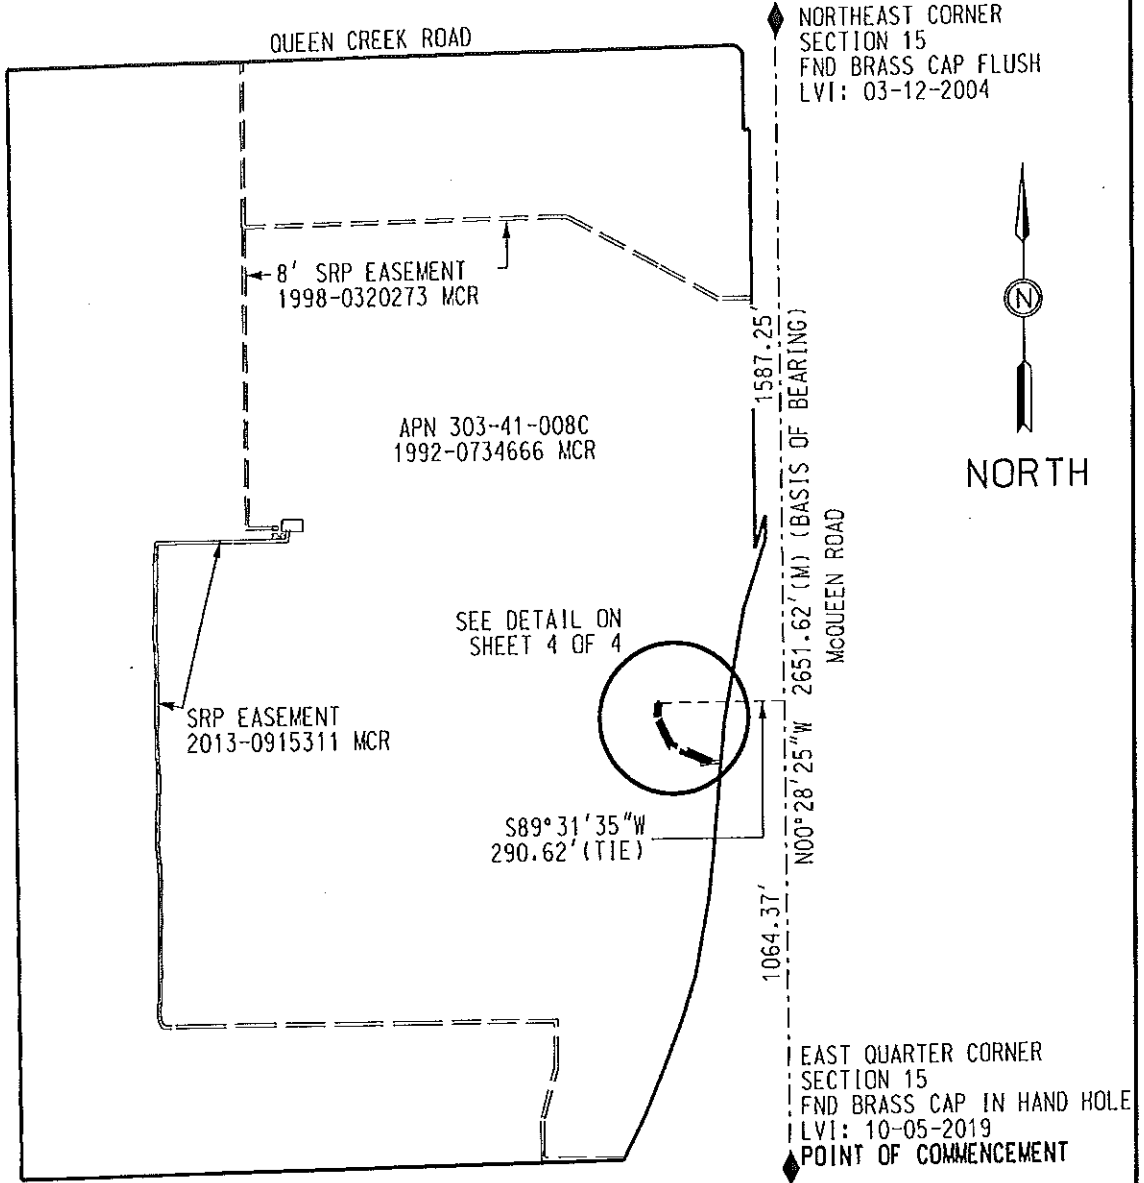 QUEEN CREEK ROAD
NORTHEAST CORNER
SECTION 15
FND BRASS CAP FLUSH
LVI: 03-12-2004
8' SRP EASEMENT
1998-0320273 MCR
N
NORTH
APN 303-41-008C
1992-0734666 MCR
1587.25'
N00°28'25"W 2651.62'(M) (BASIS OF BEARING)
McQUEEN ROAD
SEE DETAIL ON
SHEET 4 OF 4
SRP EASEMENT
2013-0915311 MCR
S89°31'35"W
290.62'(TIE)
1064.37'
EAST QUARTER CORNER
SECTION 15
FND BRASS CAP IN HAND HOLE
LVI: 10-05-2019
POINT OF COMMENCEMENT